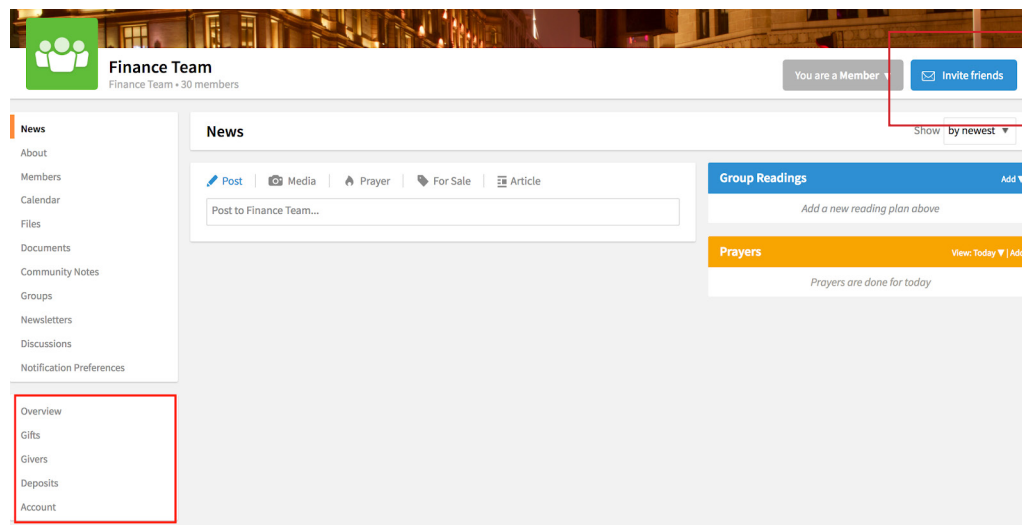 Finance Team
Finance Team • 30 members
You are a Member ▼
Invite friends
News
About
Members
Calendar
Files
Documents
Community Notes
Groups
Newsletters
Discussions
Notification Preferences
Overview
Gifts
Givers
Deposits
Account
News
Show by newest ▼
Post Media Prayer For Sale Article
Post to Finance Team...
Group Readings Add ▼
Add a new reading plan above
Prayers View: Today ▼ | Add
Prayers are done for today